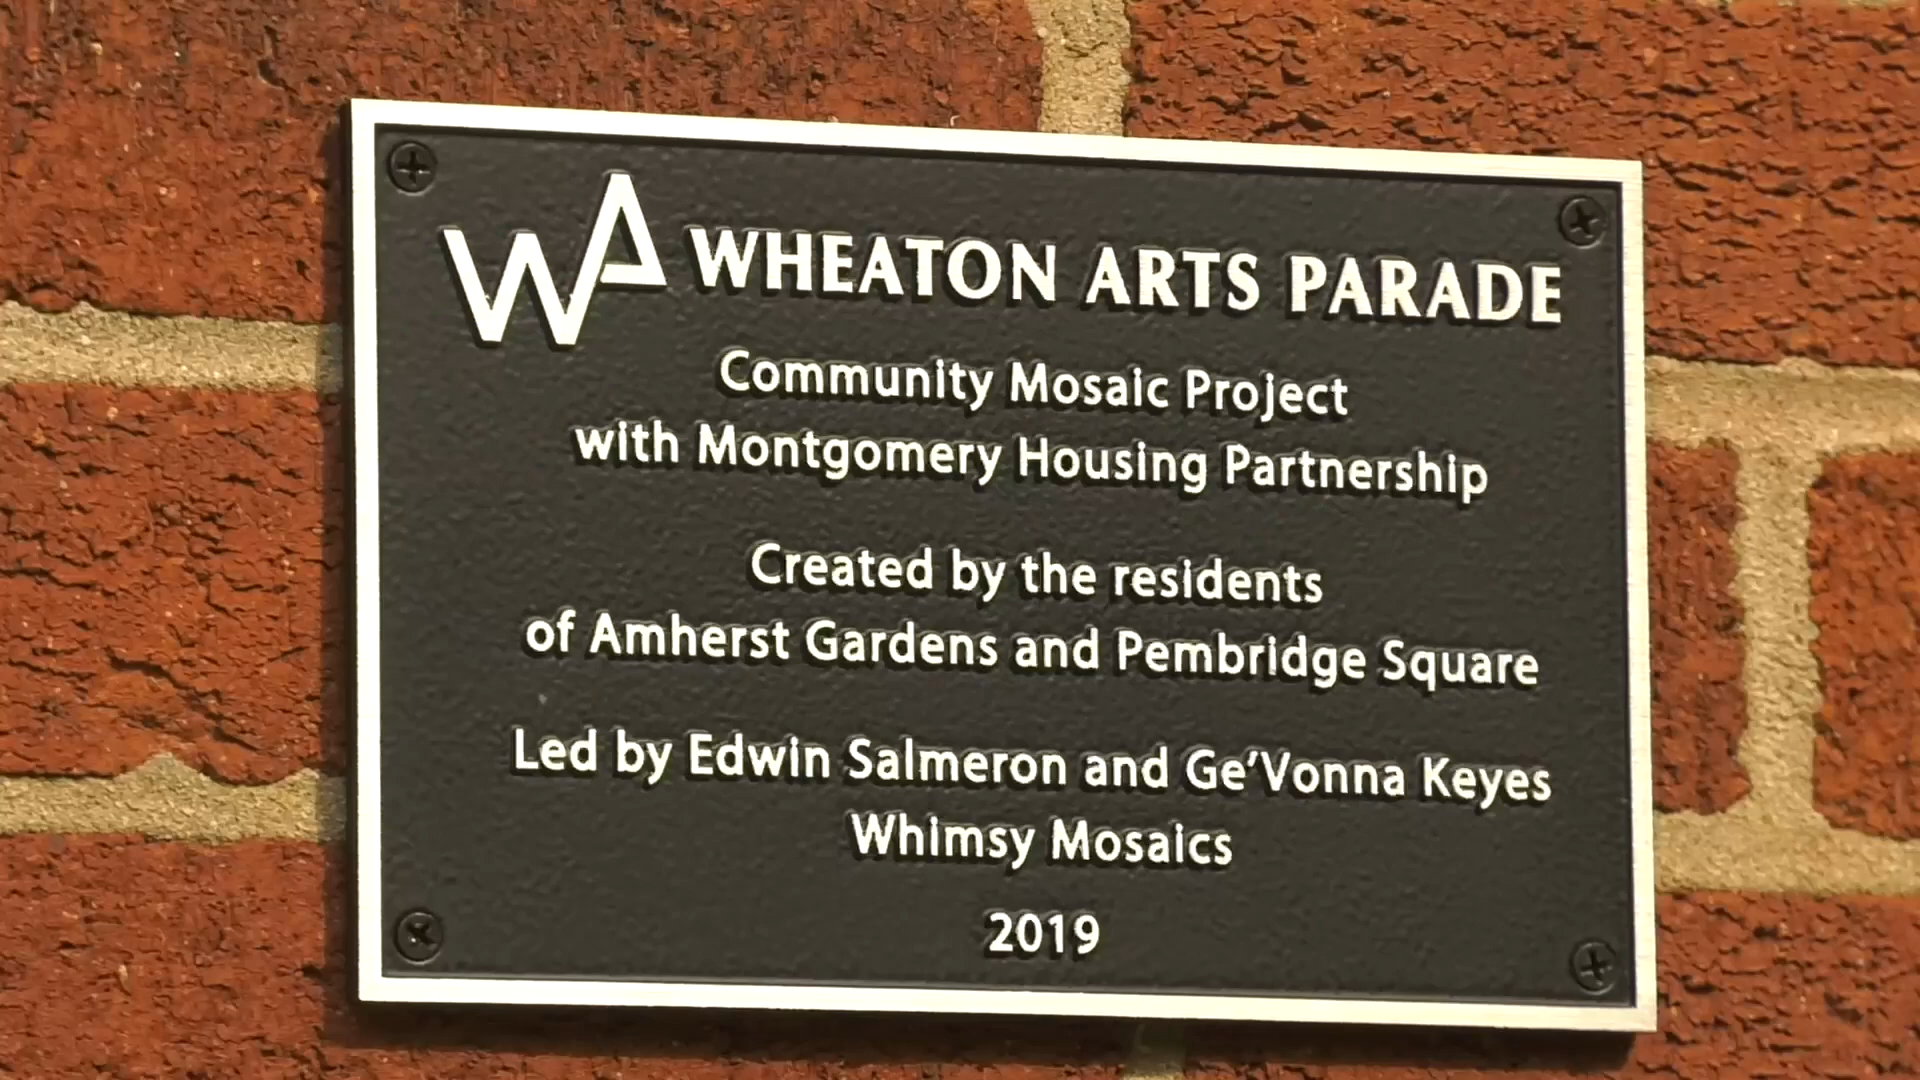 WA WHEATON ARTS PARADE
Community Mosaic Project
with Montgomery Housing Partnership
Created by the residents
of Amherst Gardens and Pembridge Square
Led by Edwin Salmeron and Ge'Vonna Keyes
Whimsy Mosaics
2019